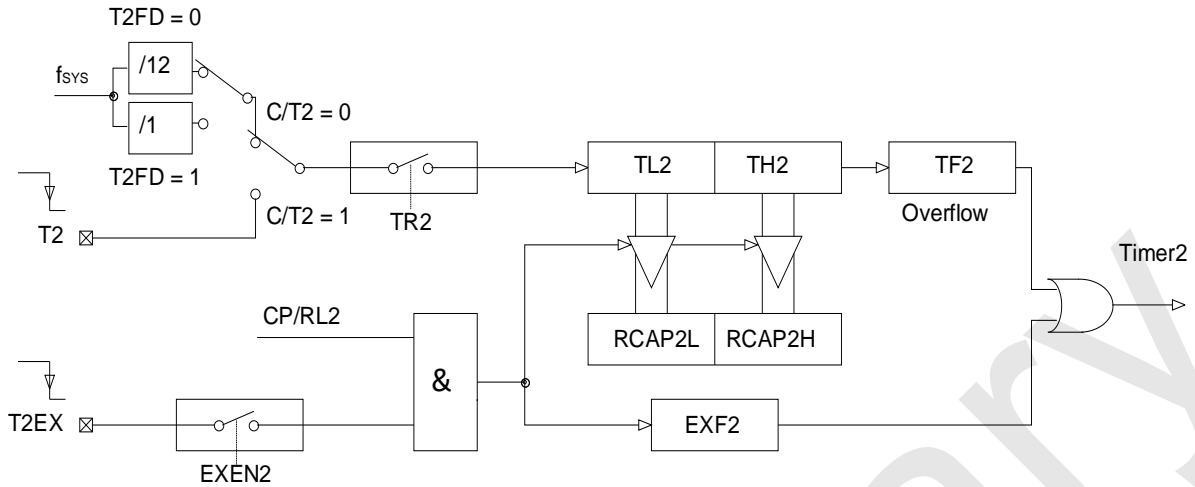 T2FD = 0
/12
fSYS
C/T2 = 0
/1
T2FD = 1
TL2
TH2
TF2
Overflow
C/T2 = 1
TR2
T2
Timer2
CP/RL2
RCAP2L
RCAP2H
&
T2EX
EXF2
EXEN2